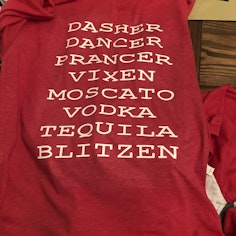 DASHER
DANCER
PRANCER
VIXEN
MOSCATO
VODKA
TEQUILA
BLITZEN